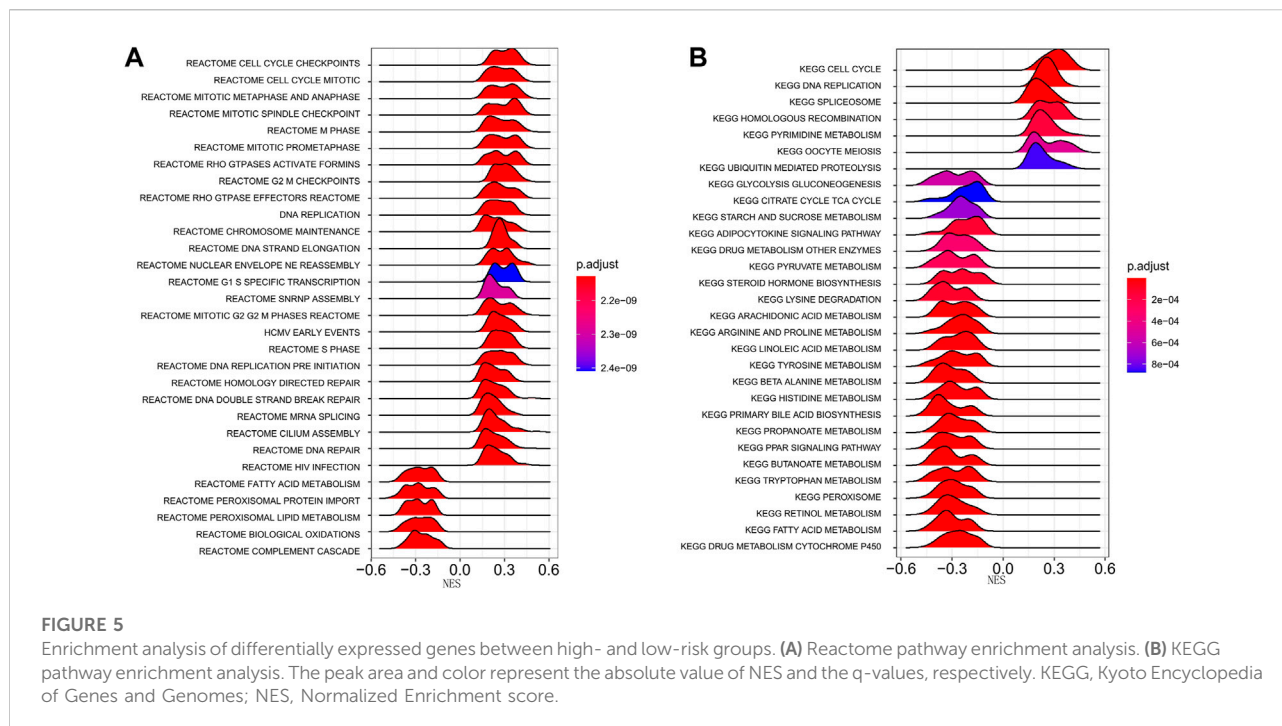 A
REACTOME CELL CYCLE CHECKPOINTS
REACTOME CELL CYCLE MITOTIC
REACTOME MITOTIC METAPHASE AND ANAPHASE
REACTOME MITOTIC SPINDLE CHECKPOINT
REACTOME M PHASE
REACTOME MITOTIC PROMETAPHASE
REACTOME RHO GTPASES ACTIVATE FORMINS
REACTOME G2 M CHECKPOINTS
REACTOME RHO GTPASE EFFECTORS REACTOME
DNA REPLICATION
REACTOME CHROMOSOME MAINTENANCE
REACTOME DNA STRAND ELONGATION
REACTOME NUCLEAR ENVELOPE NE REASSEMBLY
REACTOME G1 S SPECIFIC TRANSCRIPTION
REACTOME SNRNP ASSEMBLY
REACTOME MITOTIC G2 G2 M PHASES REACTOME
HCMV EARLY EVENTS
REACTOME S PHASE
REACTOME DNA REPLICATION PRE INITIATION
REACTOME HOMOLOGY DIRECTED REPAIR
REACTOME DNA DOUBLE STRAND BREAK REPAIR
REACTOME MRNA SPLICING
REACTOME CILIUM ASSEMBLY
REACTOME DNA REPAIR
REACTOME HIV INFECTION
REACTOME FATTY ACID METABOLISM
REACTOME PEROXISOMAL PROTEIN IMPORT
REACTOME PEROXISOMAL LIPID METABOLISM
REACTOME BIOLOGICAL OXIDATIONS
REACTOME COMPLEMENT CASCADE
−0.6 −0.3 0.0 0.3 0.6
NES
p.adjust
2.2e−09
2.3e−09
2.4e−09
B
KEGG CELL CYCLE
KEGG DNA REPLICATION
KEGG SPLICEOSOME
KEGG HOMOLOGOUS RECOMBINATION
KEGG PYRIMIDINE METABOLISM
KEGG OOCYTE MEIOSIS
KEGG UBIQUITIN MEDIATED PROTEOLYSIS
KEGG GLYCOLYSIS GLUCONEOGENESIS
KEGG CITRATE CYCLE TCA CYCLE
KEGG STARCH AND SUCROSE METABOLISM
KEGG ADIPOCYTOKINE SIGNALING PATHWAY
KEGG DRUG METABOLISM OTHER ENZYMES
KEGG PYRUVATE METABOLISM
KEGG STEROID HORMONE BIOSYNTHESIS
KEGG LYSINE DEGRADATION
KEGG ARACHIDONIC ACID METABOLISM
KEGG ARGININE AND PROLINE METABOLISM
KEGG LINOLEIC ACID METABOLISM
KEGG TYROSINE METABOLISM
KEGG BETA ALANINE METABOLISM
KEGG HISTIDINE METABOLISM
KEGG PRIMARY BILE ACID BIOSYNTHESIS
KEGG PROPANOATE METABOLISM
KEGG PPAR SIGNALING PATHWAY
KEGG BUTANOATE METABOLISM
KEGG TRYPTOPHAN METABOLISM
KEGG PEROXISOME
KEGG RETINOL METABOLISM
KEGG FATTY ACID METABOLISM
KEGG DRUG METABOLISM CYTOCHROME P450
−0.6 −0.3 0.0 0.3 0.6
NES
p.adjust
2e−04
4e−04
6e−04
8e−04
FIGURE 5
Enrichment analysis of differentially expressed genes between high- and low-risk groups. (A) Reactome pathway enrichment analysis. (B) KEGG
pathway enrichment analysis. The peak area and color represent the absolute value of NES and the q-values, respectively. KEGG, Kyoto Encyclopedia
of Genes and Genomes; NES, Normalized Enrichment score.